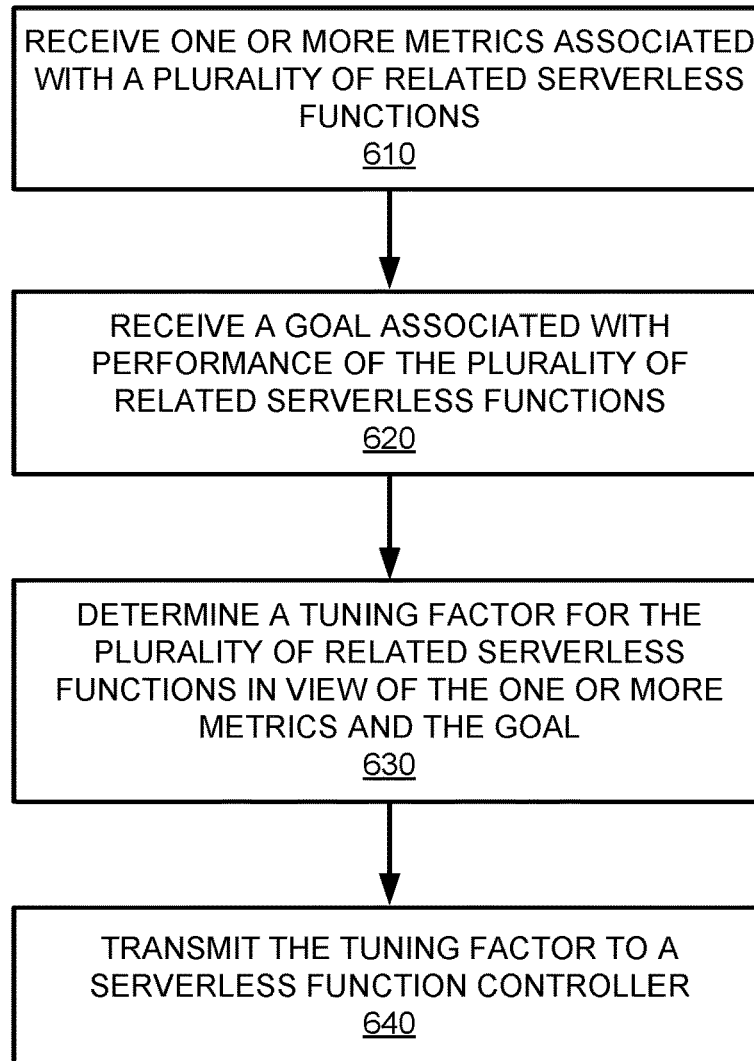 RECEIVE ONE OR MORE METRICS ASSOCIATED
WITH A PLURALITY OF RELATED SERVERLESS
FUNCTIONS
610
RECEIVE A GOAL ASSOCIATED WITH
PERFORMANCE OF THE PLURALITY OF
RELATED SERVERLESS FUNCTIONS
620
DETERMINE A TUNING FACTOR FOR THE
PLURALITY OF RELATED SERVERLESS
FUNCTIONS IN VIEW OF THE ONE OR MORE
METRICS AND THE GOAL
630
TRANSMIT THE TUNING FACTOR TO A
SERVERLESS FUNCTION CONTROLLER
640